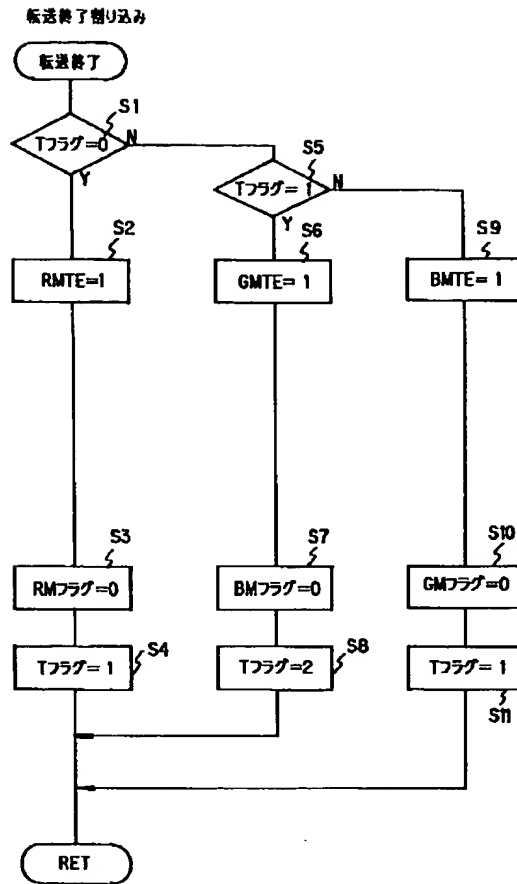 転送終了割り込み
転送終了
S1
Tフラグ=0
N
Y
S5
Tフラグ=1
N
Y
S2
RMTE=1
S6
GMTE=1
S9
BMTE=1
S3
RMフラグ=0
S7
BMフラグ=0
S10
GMフラグ=0
Tフラグ=1
S4
Tフラグ=2
S8
Tフラグ=1
S11
RET